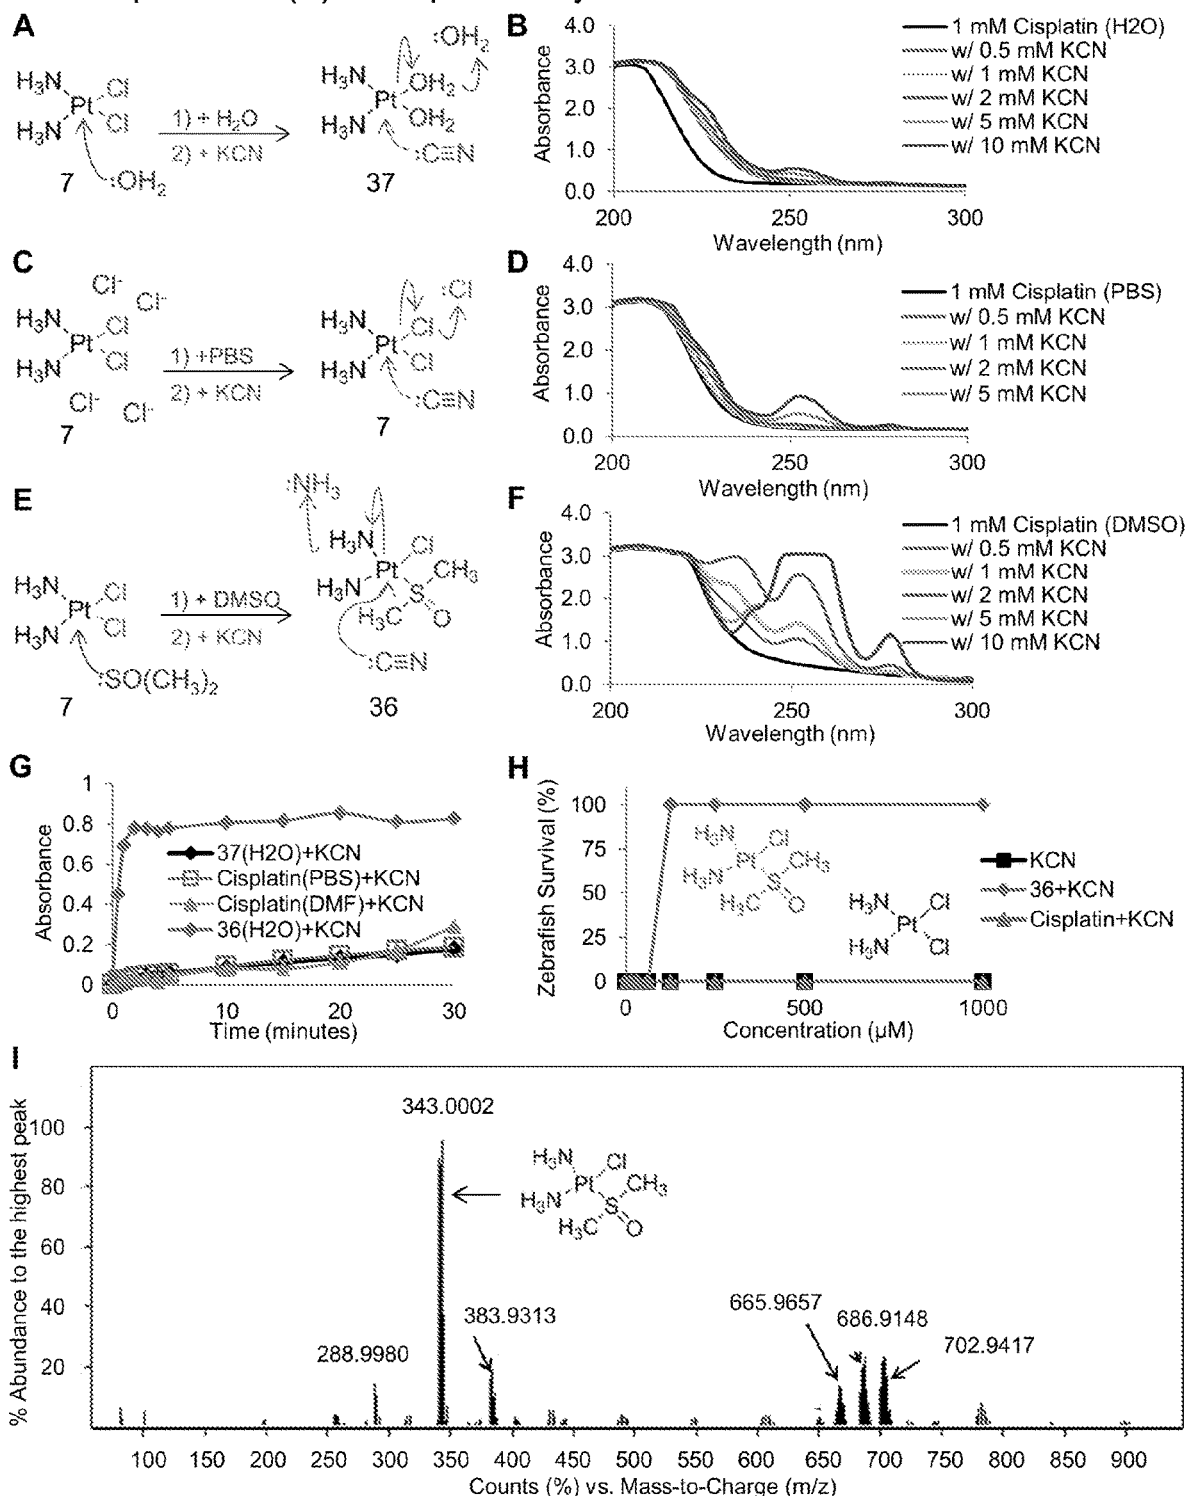 A
H₃N
H₃N
Pt
Cl
Cl
:OH₂
7
1) + H₂O
2) + KCN
:OH₂
H₃N
H₃N
Pt
OH₂
OH₂
:C≡N
37
B
Absorbance
4.0
3.0
2.0
1.0
0.0
200
250
300
Wavelength (nm)
1 mM Cisplatin (H2O)
w/ 0.5 mM KCN
w/ 1 mM KCN
w/ 2 mM KCN
w/ 5 mM KCN
w/ 10 mM KCN
C
Cl⁻
Cl⁻
H₃N
H₃N
Pt
Cl
Cl
Cl⁻
Cl⁻
7
1) +PBS
2) + KCN
:Cl
H₃N
H₃N
Pt
Cl
Cl
:C≡N
7
D
Absorbance
4.0
3.0
2.0
1.0
0.0
200
250
300
Wavelength (nm)
1 mM Cisplatin (PBS)
w/ 0.5 mM KCN
w/ 1 mM KCN
w/ 2 mM KCN
w/ 5 mM KCN
E
H₃N
H₃N
Pt
Cl
Cl
:SO(CH₃)₂
7
1) + DMSO
2) + KCN
:NH₃
H₃N
H₃N
Pt
Cl
CH₃
S
H₃C
O
:C≡N
36
F
Absorbance
4.0
3.0
2.0
1.0
0.0
200
250
300
Wavelength (nm)
1 mM Cisplatin (DMSO)
w/ 0.5 mM KCN
w/ 1 mM KCN
w/ 2 mM KCN
w/ 5 mM KCN
w/ 10 mM KCN
G
Absorbance
1
0.8
0.6
0.4
0.2
0
0
10
20
30
Time (minutes)
37(H2O)+KCN
Cisplatin(PBS)+KCN
Cisplatin(DMF)+KCN
36(H2O)+KCN
H
Zebrafish Survival (%)
100
75
50
25
0
0
500
1000
Concentration (µM)
H₃N
H₃N
Pt
Cl
CH₃
S
H₃C
O
H₃N
H₃N
Pt
Cl
Cl
KCN
36+KCN
Cisplatin+KCN
I
% Abundance to the highest peak
100
80
60
40
20
343.0002
H₃N
H₃N
Pt
Cl
CH₃
S
H₃C
O
288.9980
383.9313
665.9657
686.9148
702.9417
100 150 200 250 300 350 400 450 500 550 600 650 700 750 800 850 900
Counts (%) vs. Mass-to-Charge (m/z)